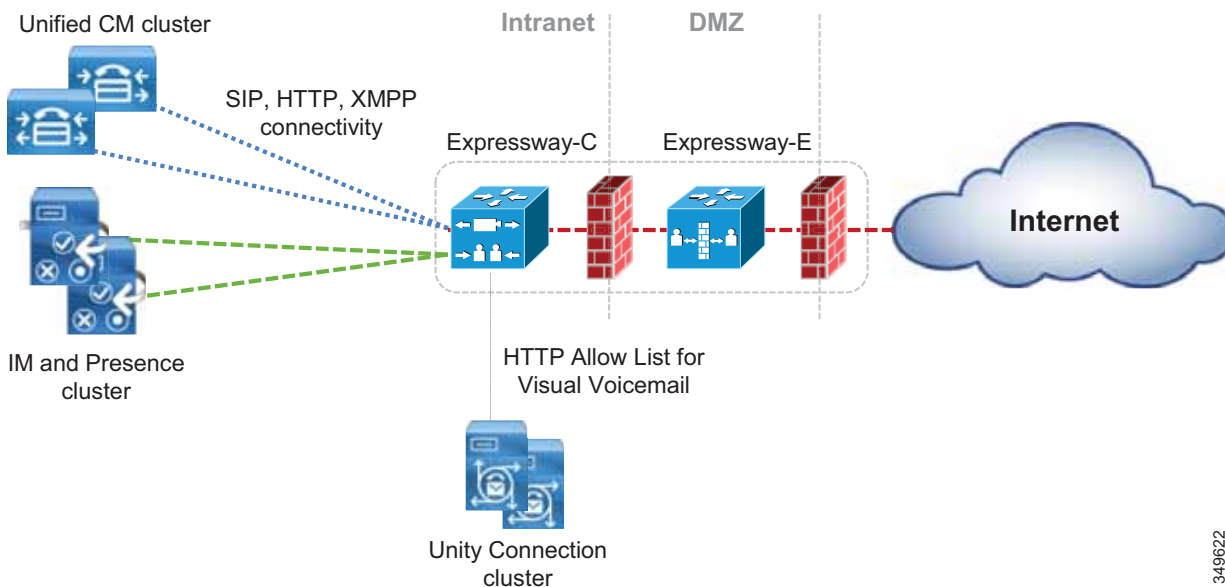 Unified CM cluster
Intranet
DMZ
SIP, HTTP, XMPP
connectivity
Expressway-C
Expressway-E
Internet
IM and Presence
cluster
HTTP Allow List for
Visual Voicemail
Unity Connection
cluster
349622